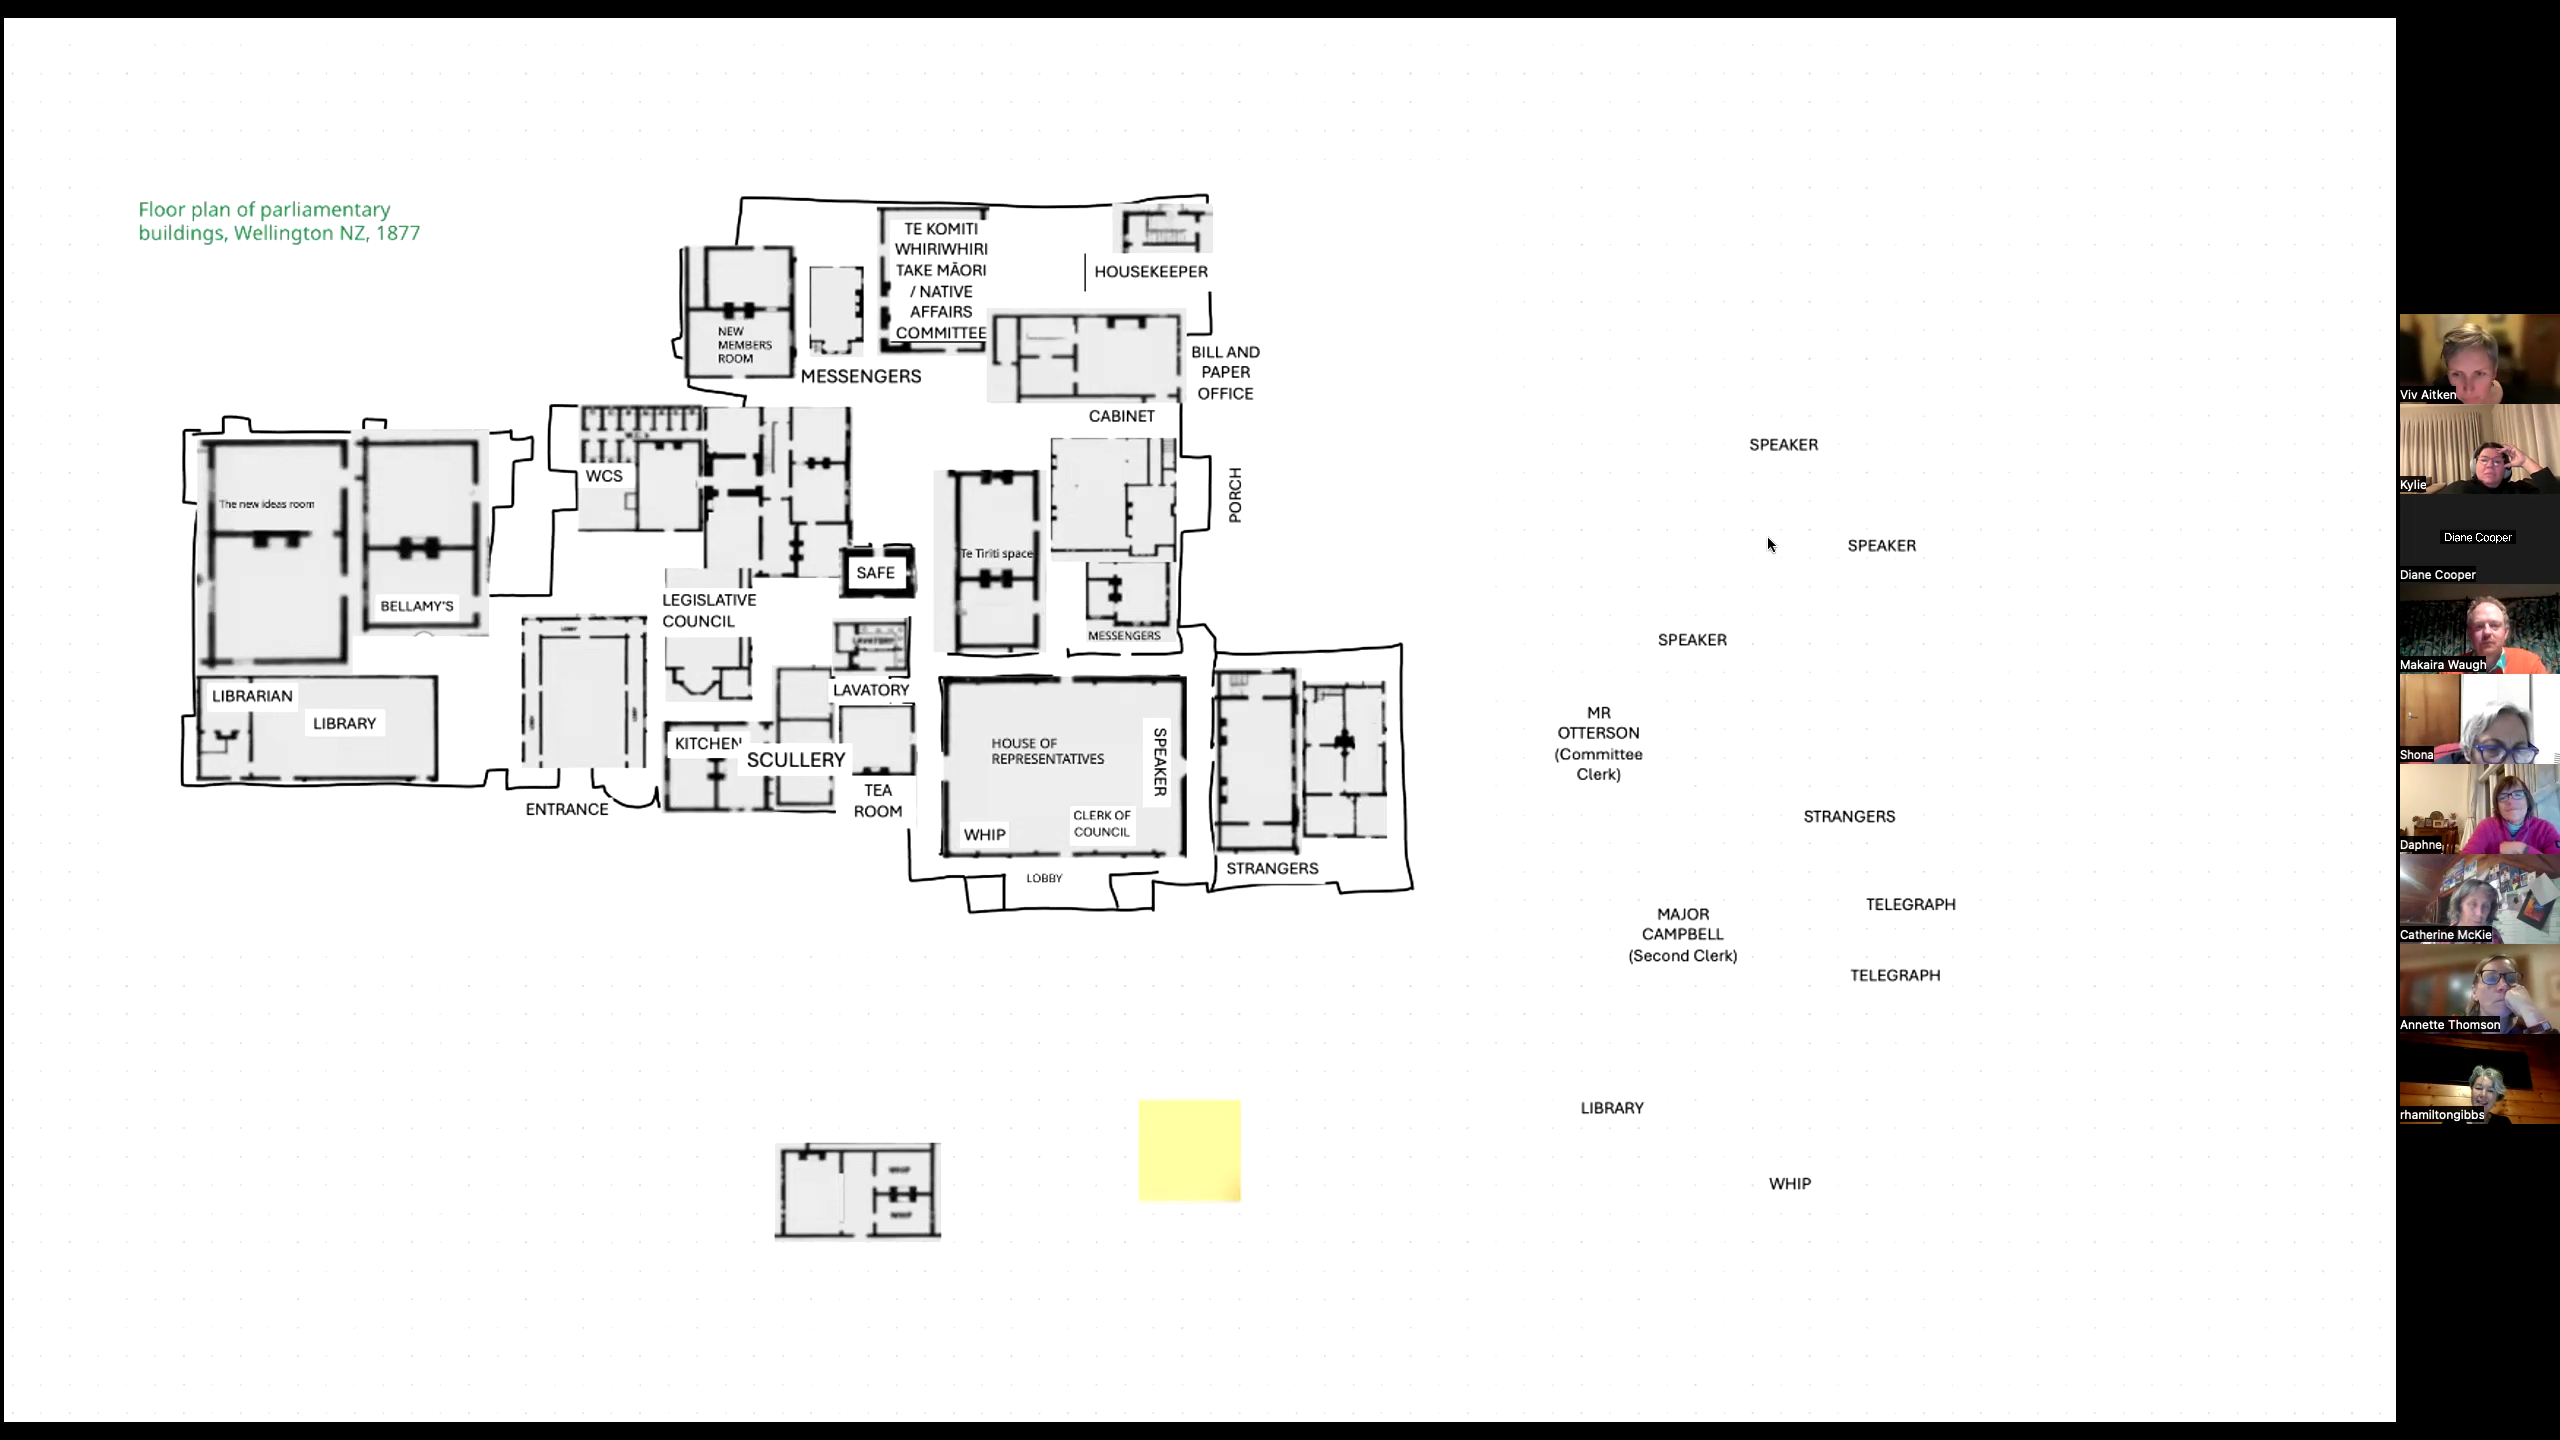 Floor plan of parliamentary
buildings, Wellington NZ, 1877
TE KOMITI
WHIRIWHIRI
TAKE MĀORI
/ NATIVE
AFFAIRS
COMMITTEE
HOUSEKEEPER
NEW
MEMBERS
ROOM
MESSENGERS
BILL AND
PAPER
OFFICE
CABINET
WCS
PORCH
The new ideas room
BELLAMY'S
Te Tiriti space
SAFE
LEGISLATIVE
COUNCIL
LOBBY
LAVATORY
MESSENGERS
LAVATORY
LIBRARIAN
LIBRARY
KITCHEN
SCULLERY
TEA
ROOM
ENTRANCE
HOUSE OF
REPRESENTATIVES
SPEAKER
CLERK OF
COUNCIL
WHIP
LOBBY
STRANGERS
SPEAKER
SPEAKER
SPEAKER
MR
OTTERSON
(Committee
Clerk)
STRANGERS
TELEGRAPH
MAJOR
CAMPBELL
(Second Clerk)
TELEGRAPH
LIBRARY
WHIP
WHIP
WHIP
Viv Aitken
Kylie
Diane Cooper
Diane Cooper
Makaira Waugh
Shona
Daphne
Catherine McKie
Annette Thomson
rhamiltongibbs